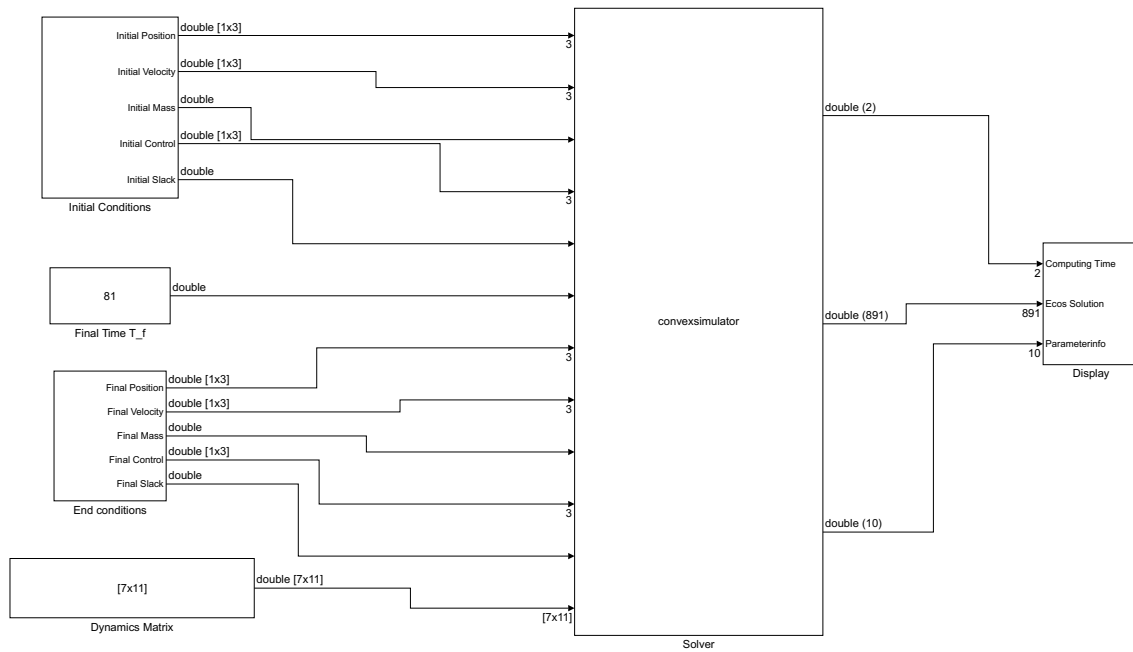 Initial Position
double [1x3]
3
Initial Velocity
double [1x3]
3
Initial Mass
double
Initial Control
double [1x3]
3
Initial Slack
double
Initial Conditions
81
double
Final Time T_f
Final Position
double [1x3]
3
Final Velocity
double [1x3]
3
Final Mass
double
Final Control
double [1x3]
3
Final Slack
double
End conditions
[7x11]
double [7x11]
[7x11]
Dynamics Matrix
convexsimulator
Solver
double (2)
double (891)
double (10)
Computing Time
2
Ecos Solution
891
Parameterinfo
10
Display